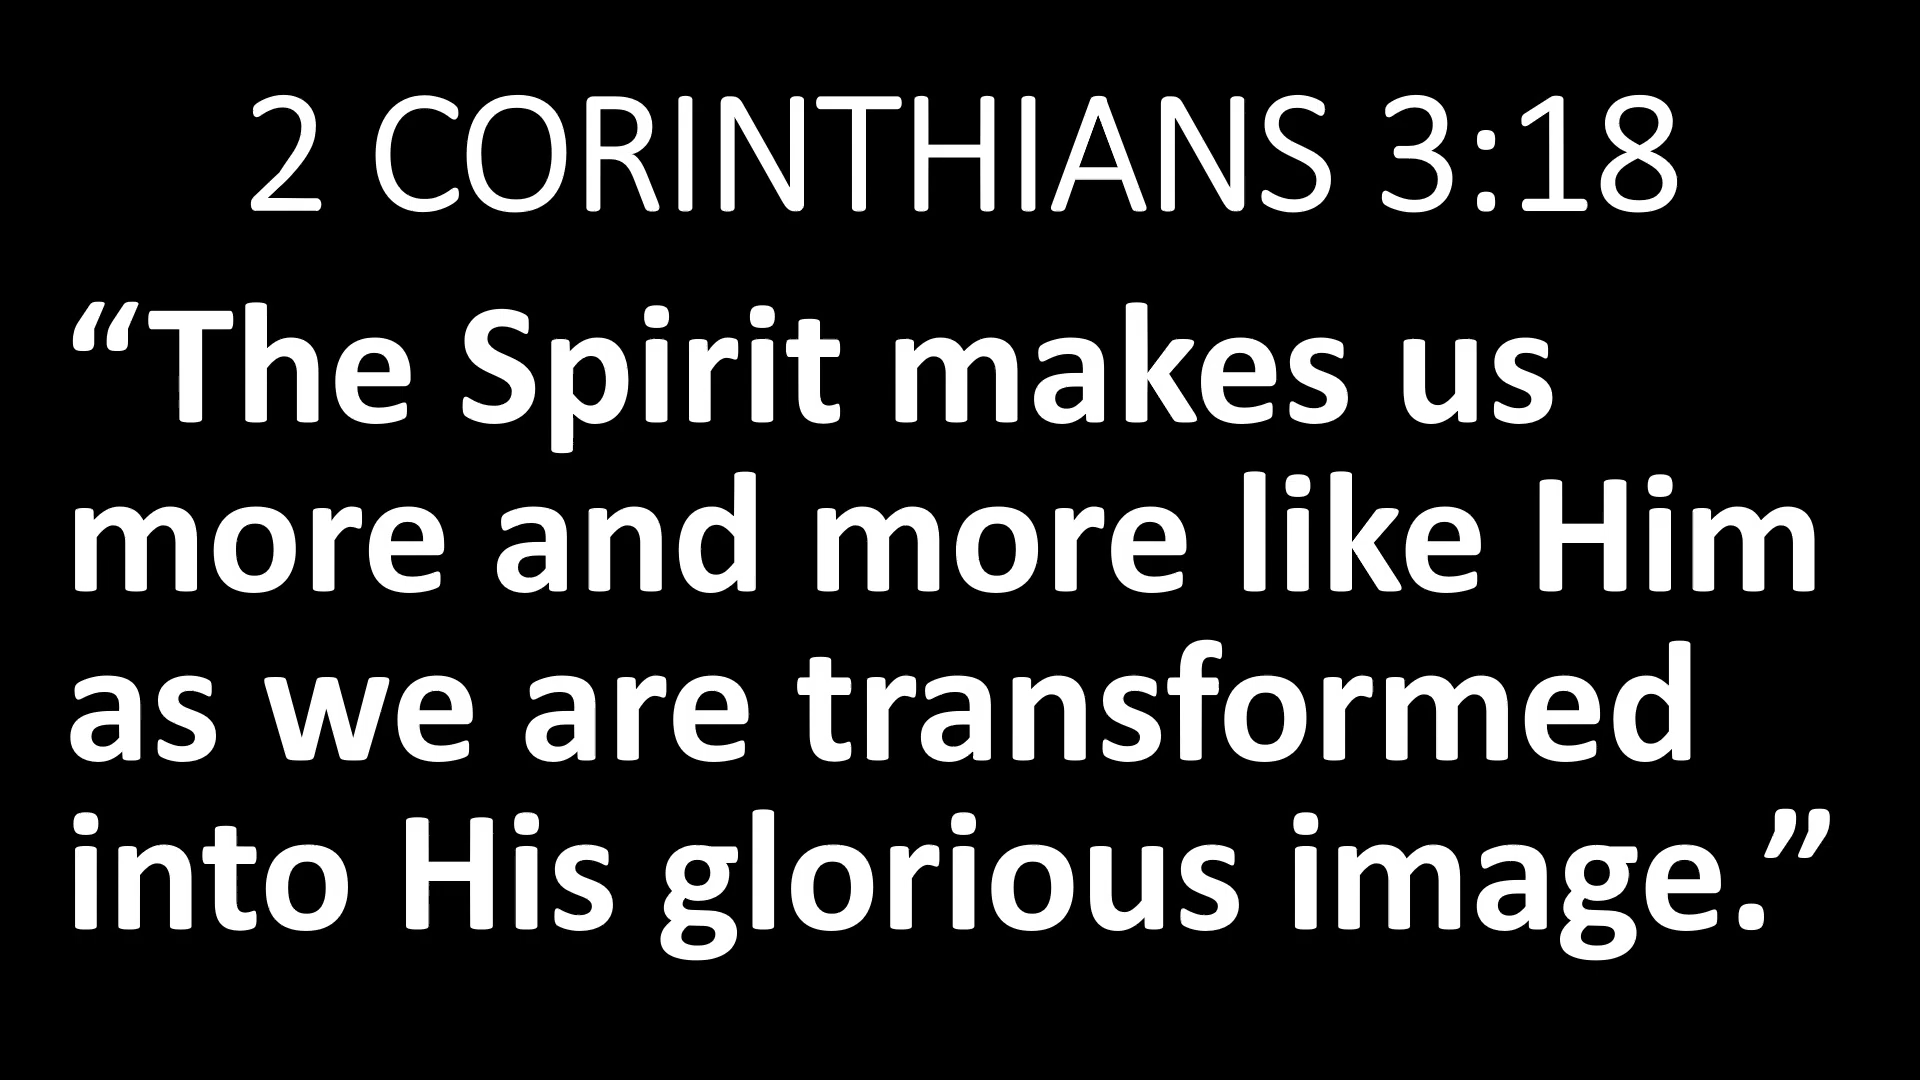 2 CORINTHIANS 3:18
“The Spirit makes us
more and more like Him
as we are transformed
into His glorious image.”